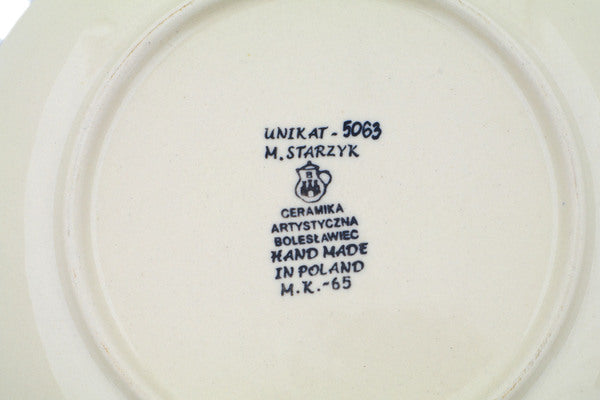 UNIKAT - 5063
M. STARZYK
CERAMIKA
ARTYSTYCZNA
BOLESŁAWIEC
HAND MADE
IN POLAND
M.K.-65